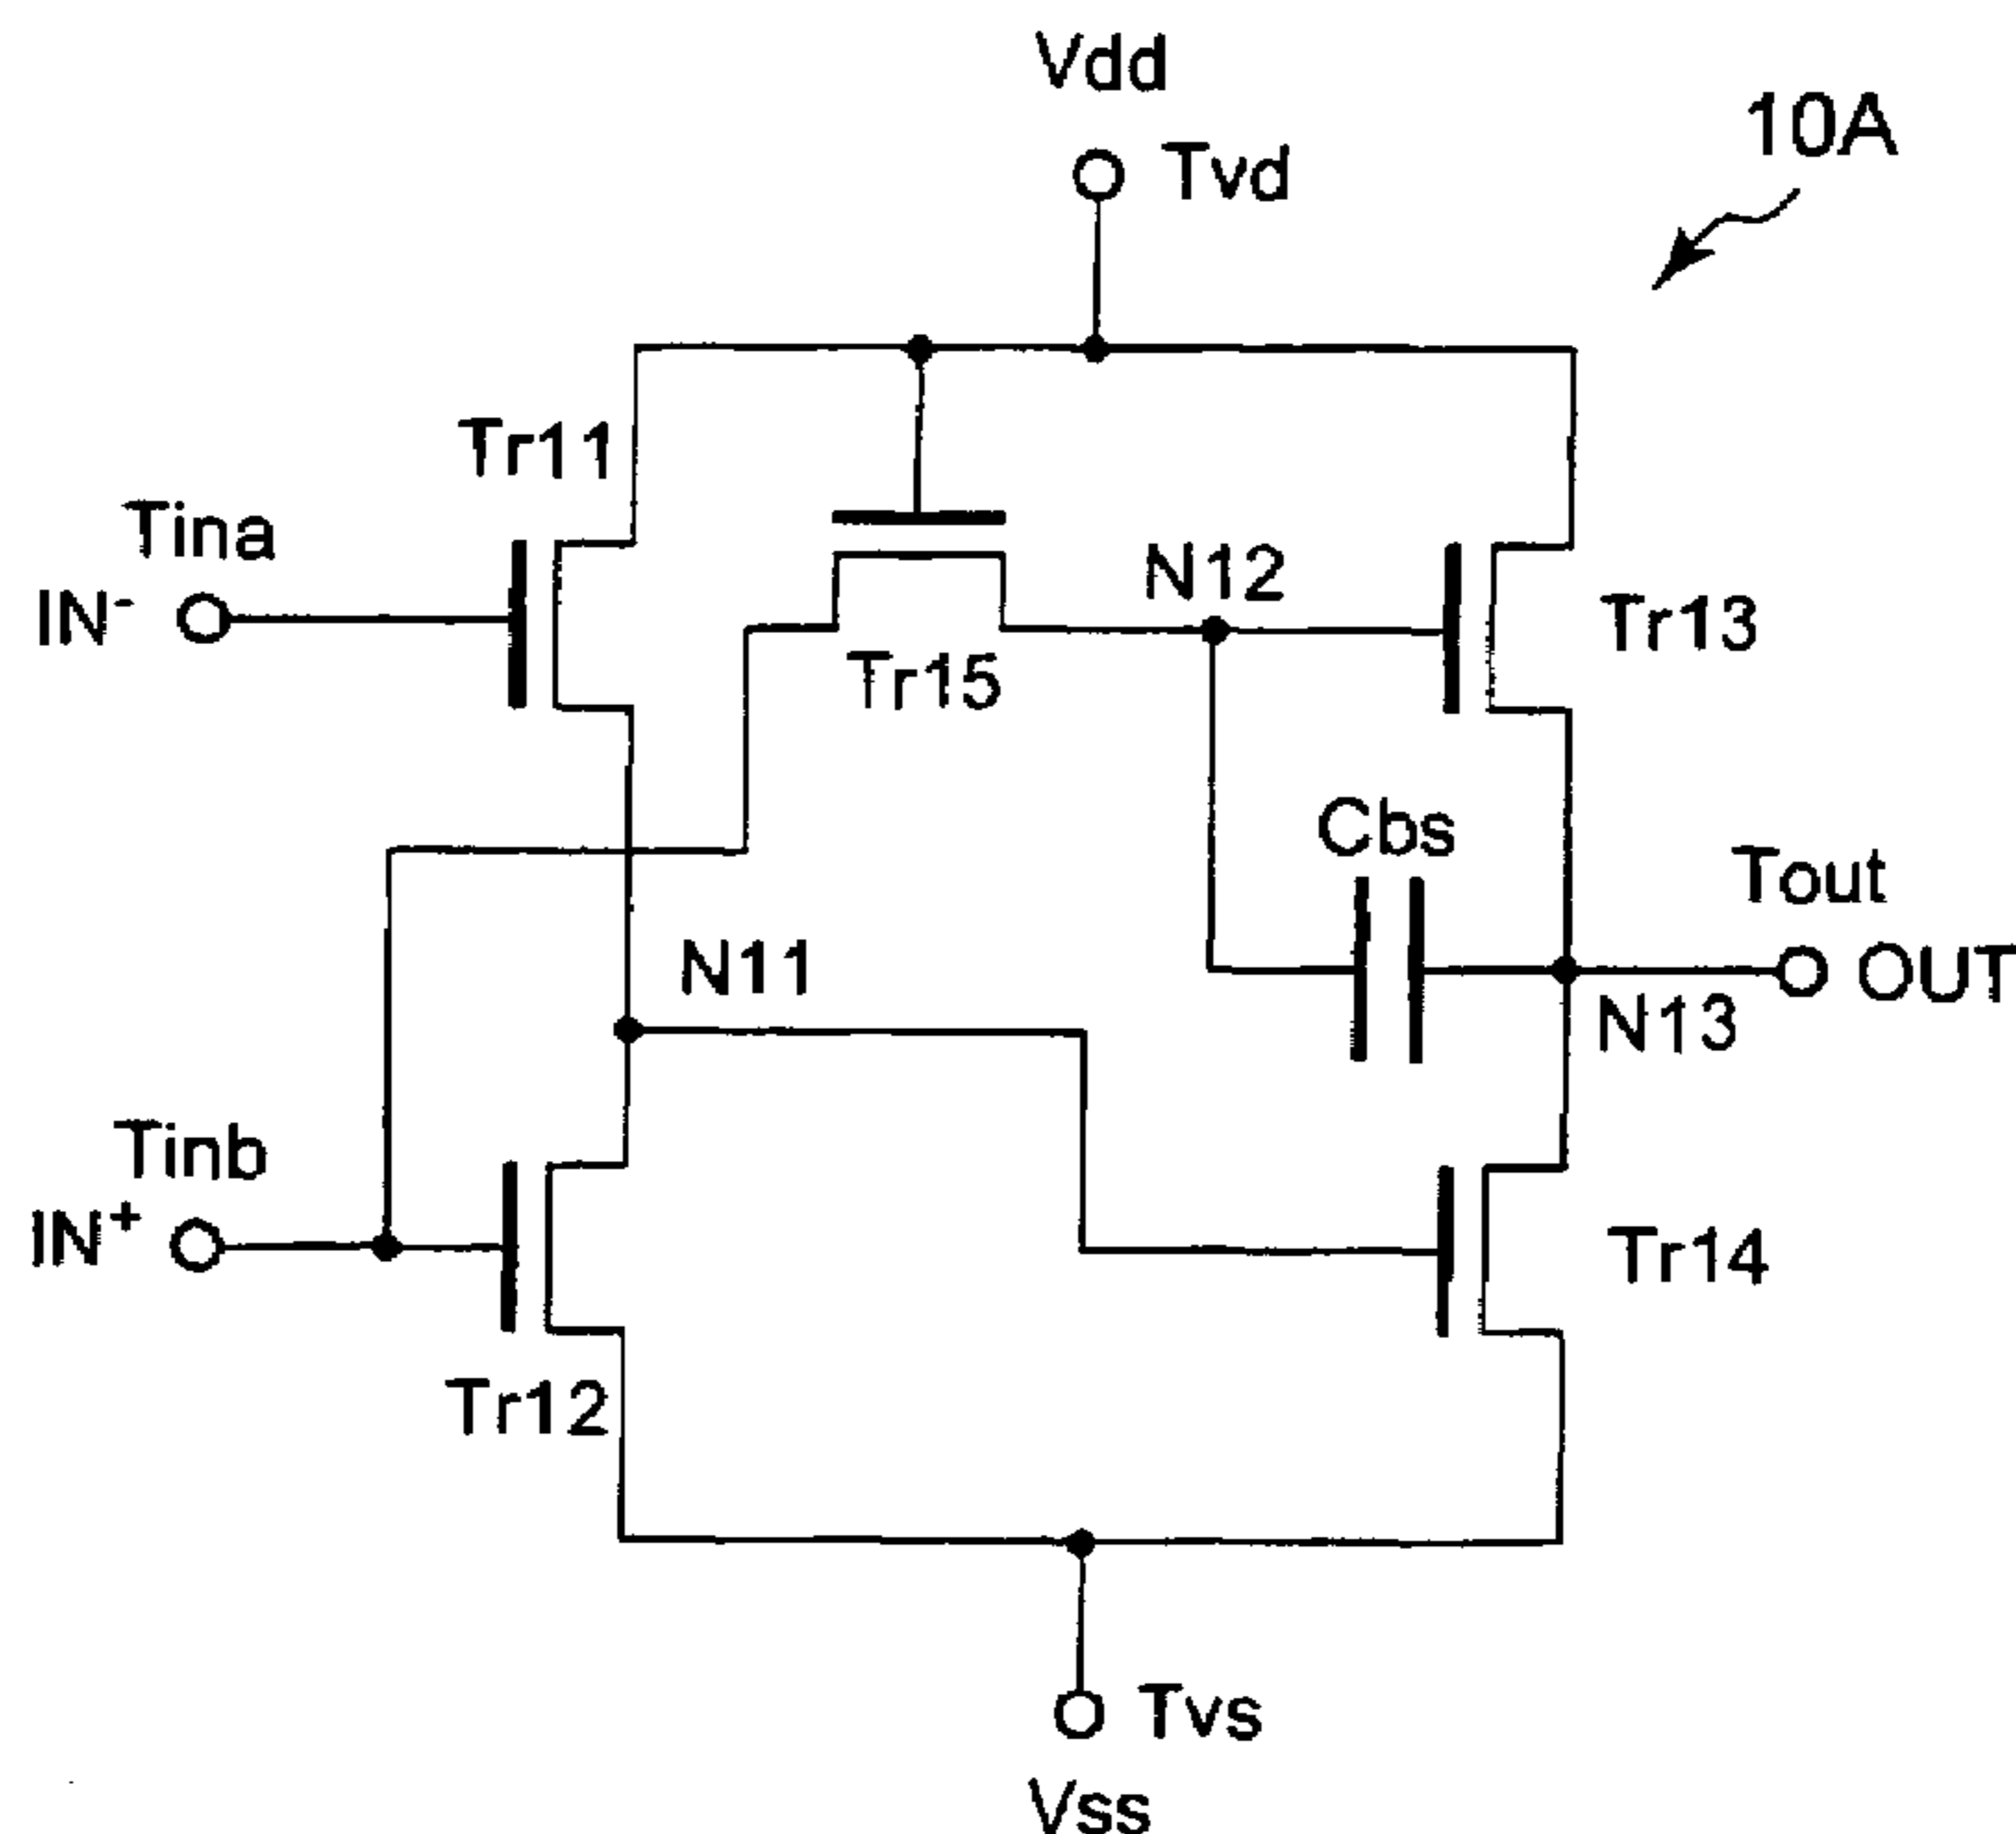 Vdd
10A
Tvd
Tr11
Tina
IN-
N12
Tr13
Tr15
Cbs
Tout
N11
OUT
N13
Tinb
IN+
Tr14
Tr12
Tvs
Vss